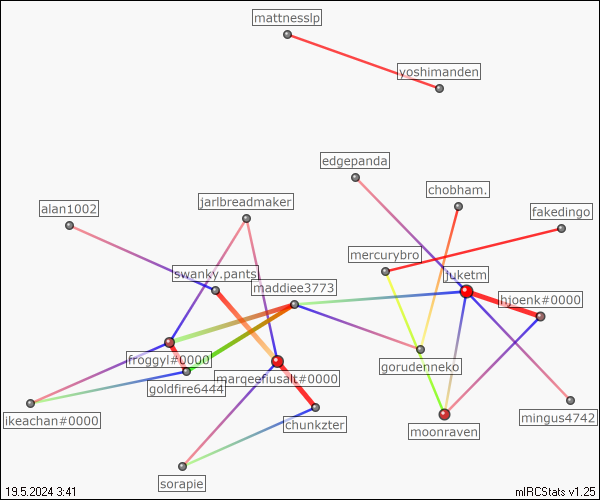 mattnesslp
yoshimanden
edgepanda
chobham.
jarlbreadmaker
alan1002
fakedingo
mercurybro
swanky.pants
juketm
maddiee3773
hjoenk#0000
froggyl#0000
gorudenneko
marqeefiusalt#0000
goldfire6444
ikeachan#0000
mingus4742
chunkzter
moonraven
sorapie
19.5.2024 3:41
mIRCStats v1.25